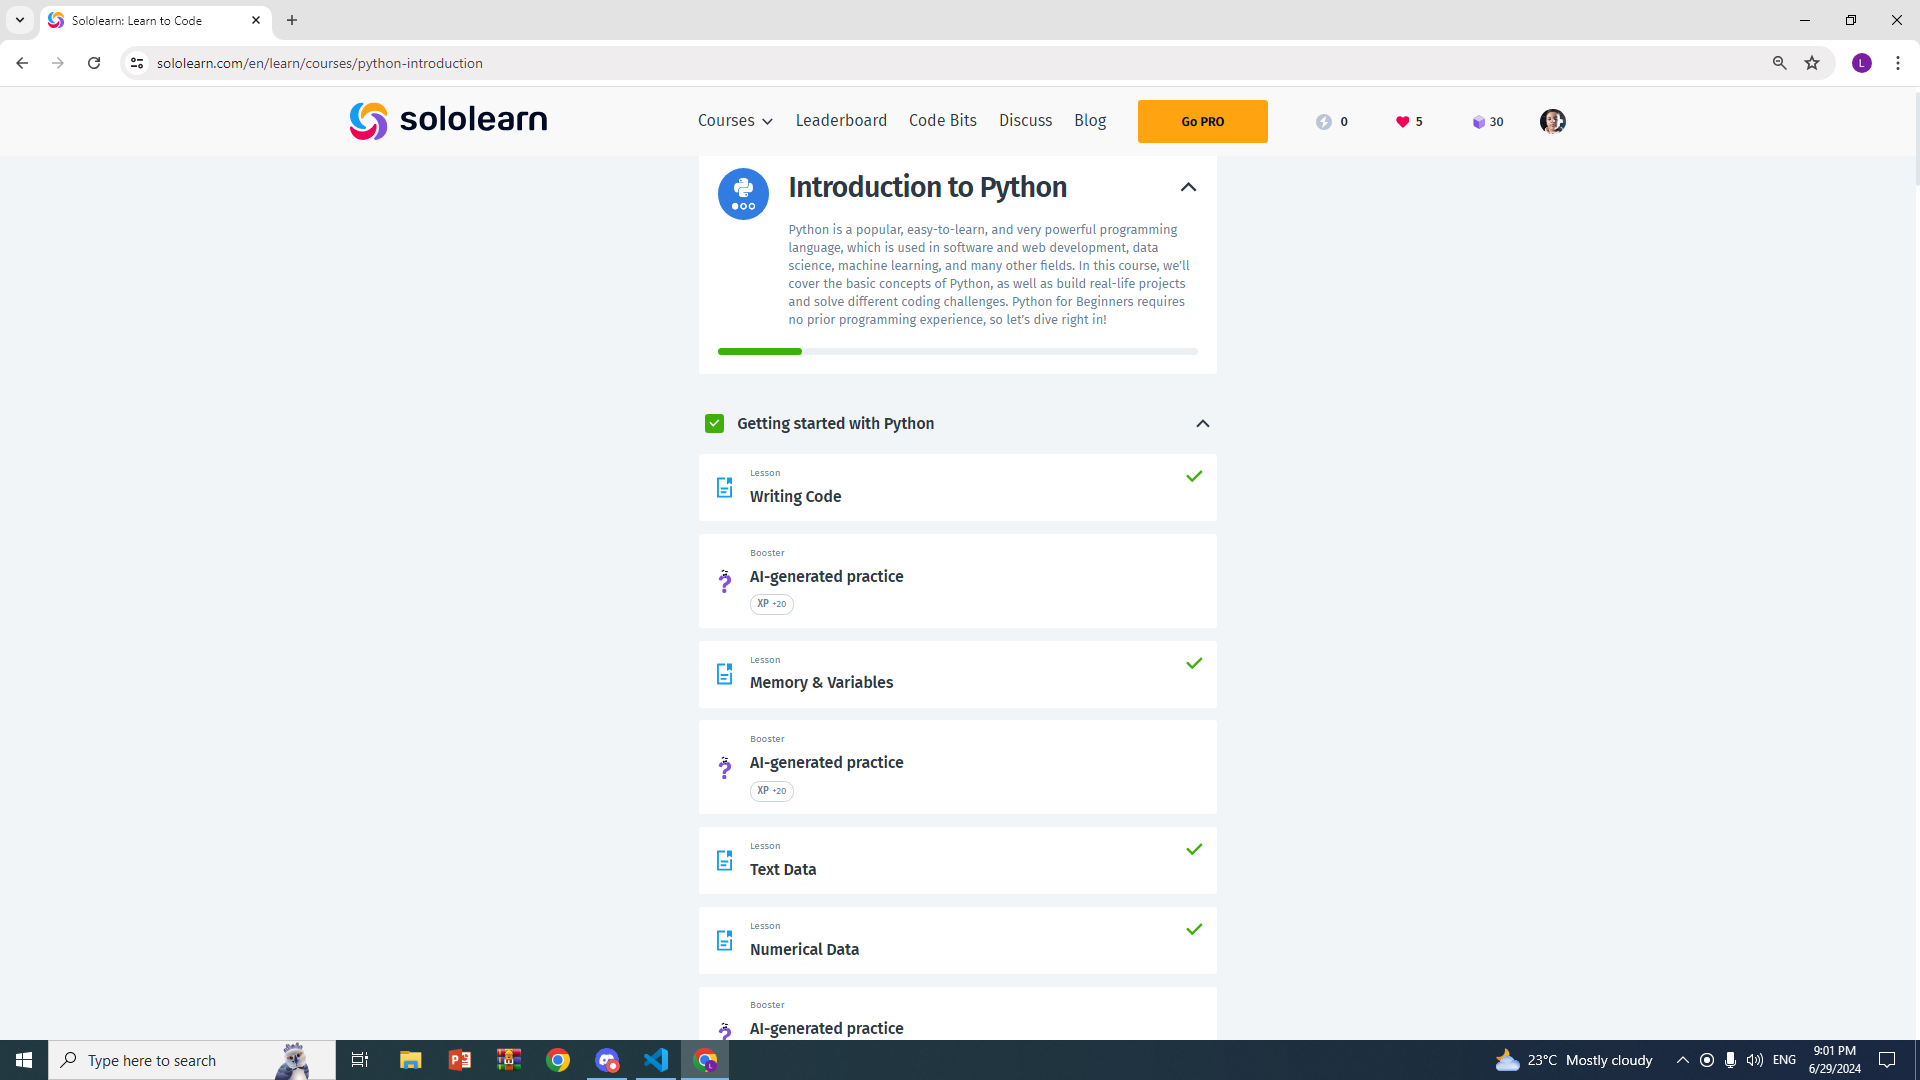 Sololearn: Learn to Code
sololearn.com/en/learn/courses/python-introduction
L
sololearn
Courses
Leaderboard
Code Bits
Discuss
Blog
Go PRO
0
5
30
Introduction to Python
Python is a popular, easy-to-learn, and very powerful programming
language, which is used in software and web development, data
science, machine learning, and many other fields. In this course, we'll
cover the basic concepts of Python, as well as build real-life projects
and solve different coding challenges. Python for Beginners requires
no prior programming experience, so let's dive right in!
Getting started with Python
Lesson
Writing Code
Booster
AI-generated practice
XP +20
Lesson
Memory & Variables
Booster
AI-generated practice
XP +20
Lesson
Text Data
Lesson
Numerical Data
Booster
AI-generated practice
Type here to search
23°C Mostly cloudy
ENG
9:01 PM
6/29/2024